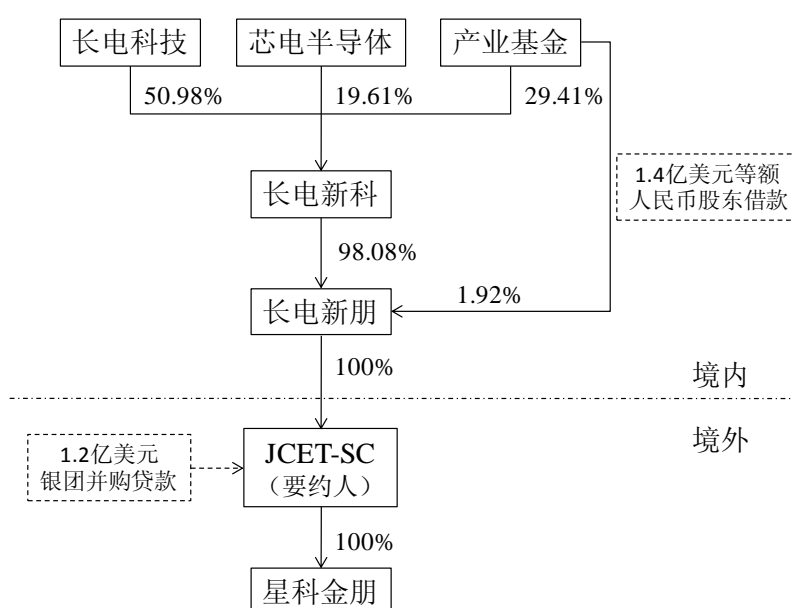 长电科技
芯电半导体
产业基金
50.98%
19.61%
29.41%
1.4亿美元等额
人民币股东借款
长电新科
98.08%
1.92%
长电新朋
100%
境内
境外
1.2亿美元
银团并购贷款
JCET-SC
（要约人）
100%
星科金朋